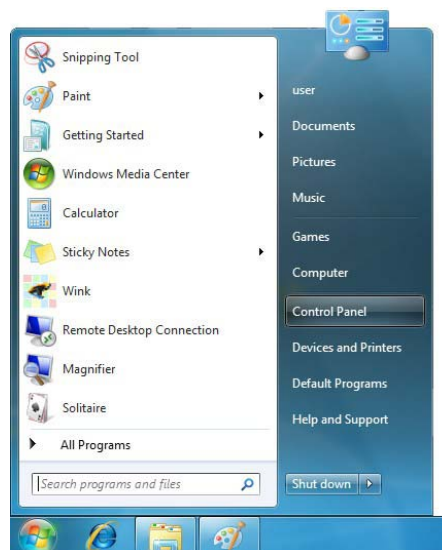 Snipping Tool
Paint
Getting Started
Windows Media Center
Calculator
Sticky Notes
Wink
Remote Desktop Connection
Magnifier
Solitaire
All Programs
Search programs and files
user
Documents
Pictures
Music
Games
Computer
Control Panel
Devices and Printers
Default Programs
Help and Support
Shut down